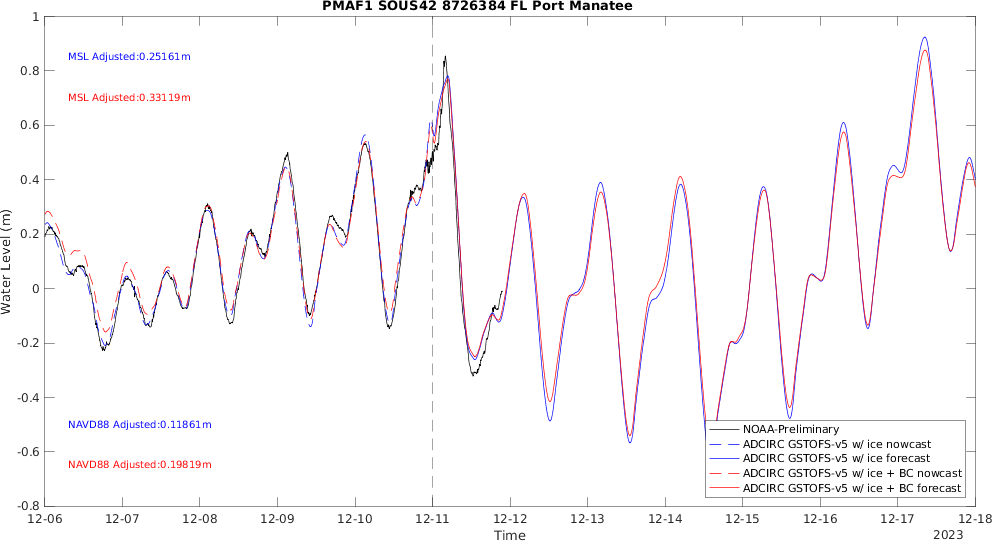 PMAF1 SOUS42 8726384 FL Port Manatee
1
0.8
0.6
0.4
0.2
0
-0.2
-0.4
-0.6
-0.8
Water Level (m)
MSL Adjusted:0.25161m
MSL Adjusted:0.33119m
NAVD88 Adjusted:0.11861m
NAVD88 Adjusted:0.19819m
NOAA-Preliminary
ADCIRC GSTOFS-v5 w/ ice nowcast
ADCIRC GSTOFS-v5 w/ ice forecast
ADCIRC GSTOFS-v5 w/ ice + BC nowcast
ADCIRC GSTOFS-v5 w/ ice + BC forecast
12-06 12-07 12-08 12-09 12-10 12-11 12-12 12-13 12-14 12-15 12-16 12-17 12-18
Time
2023